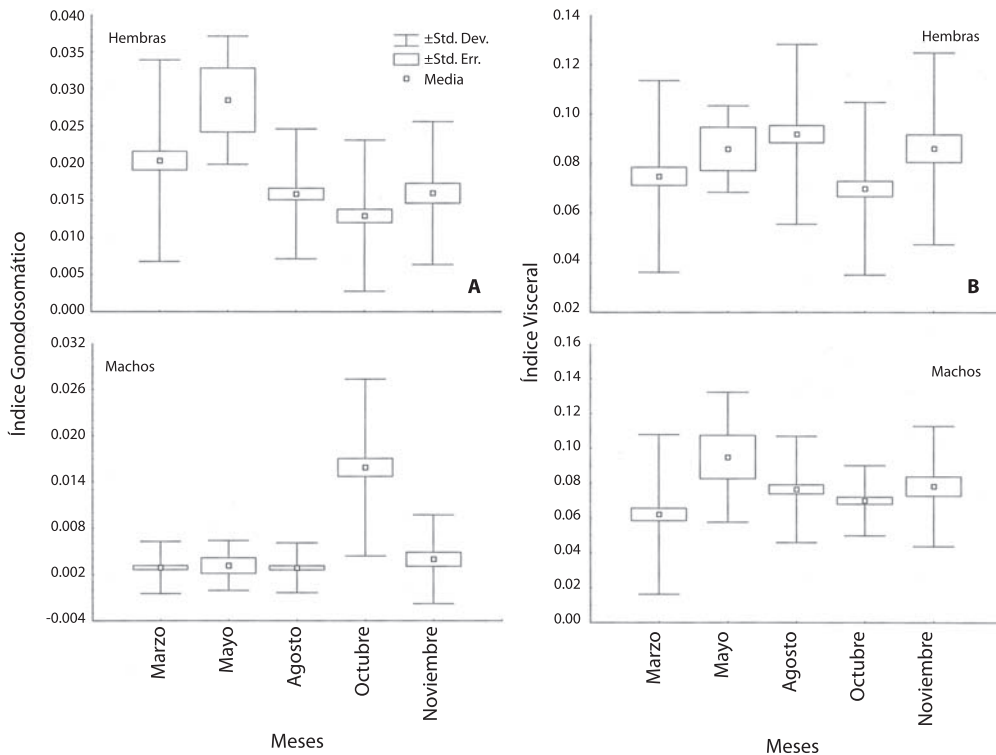 Índice Gonodosomático
0.040
0.035
0.030
0.025
0.020
0.015
0.010
0.005
0.000
Hembras
±Std. Dev.
±Std. Err.
Media
A
0.032
0.026
0.020
0.014
0.008
0.002
-0.004
Machos
Marzo
Mayo
Agosto
Octubre
Noviembre
Meses
Índice Visceral
0.14
0.12
0.10
0.08
0.06
0.04
0.02
Hembras
B
0.16
0.14
0.12
0.10
0.08
0.06
0.04
0.02
0.00
Machos
Marzo
Mayo
Agosto
Octubre
Noviembre
Meses